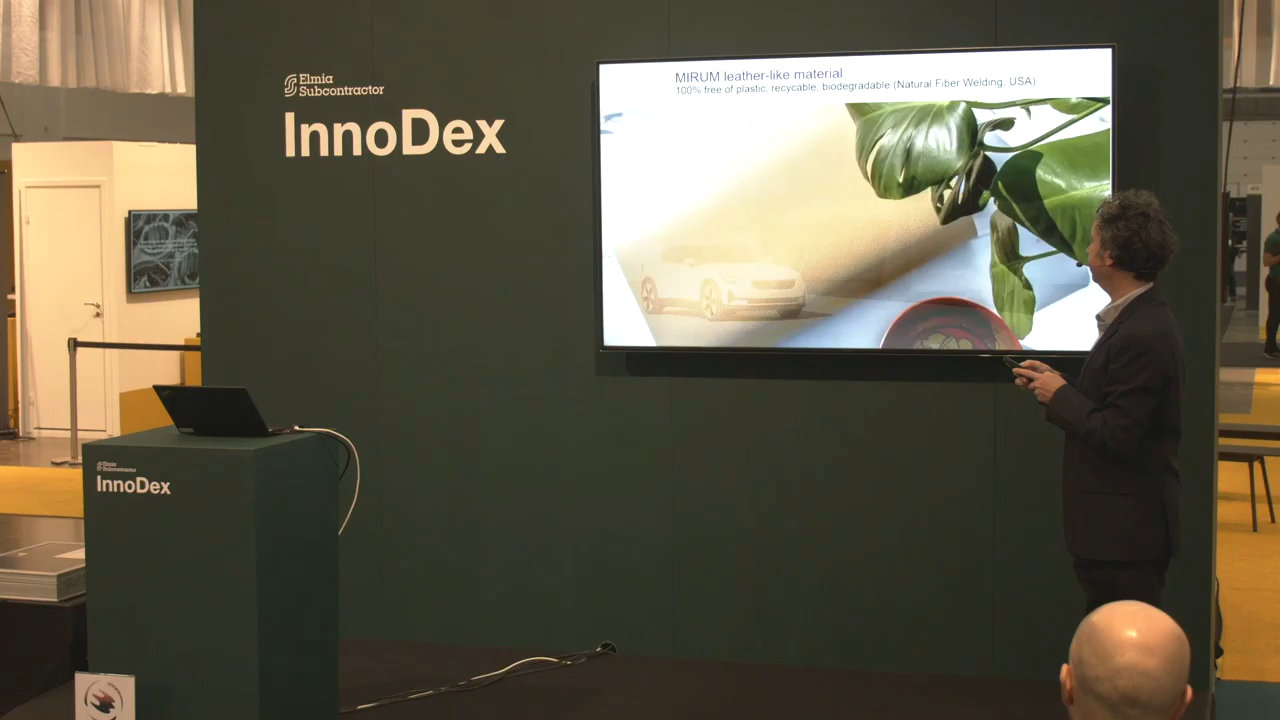 Elmia
Subcontractor
InnoDex
MIRUM leather-like material
100% free of plastic, recycable, biodegradable (Natural Fiber Welding, USA)
Elmia
Subcontractor
InnoDex